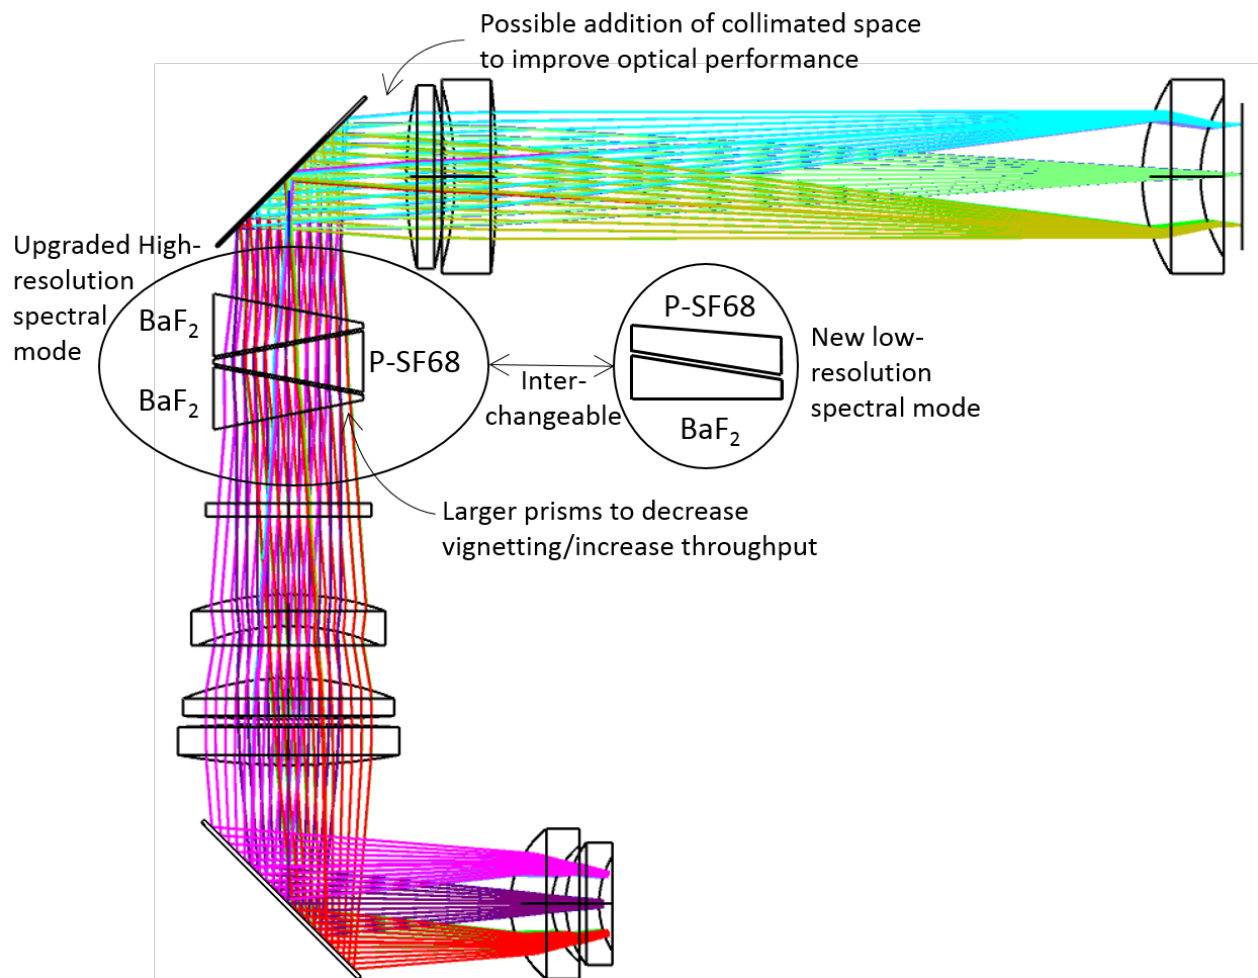 Possible addition of collimated space
to improve optical performance
Upgraded High-
resolution
spectral
mode
BaF₂
BaF₂
P-SF68
Inter-
changeable
P-SF68
BaF₂
New low-
resolution
spectral mode
Larger prisms to decrease
vignetting/increase throughput